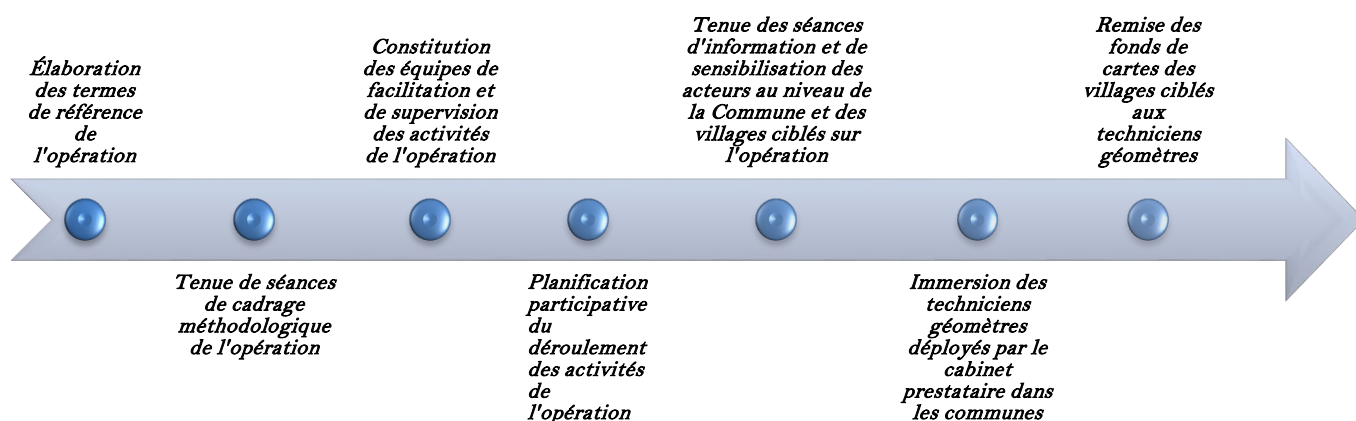 Élaboration
des termes
de référence
de
l'opération
Tenue de séances
de cadrage
méthodologique
de l'opération
Constitution
des équipes de
facilitation et
de supervision
des activités
de l'opération
Planification
participative
du
déroulement
des activités
de
l'opération
Tenue des séances
d'information et de
sensibilisation des
acteurs au niveau de
la Commune et des
villages ciblés sur
l'opération
Immersion des
techniciens
géomètres
déployés par le
cabinet
prestataire dans
les communes
Remise des
fonds de
cartes des
villages ciblés
aux
techniciens
géomètres